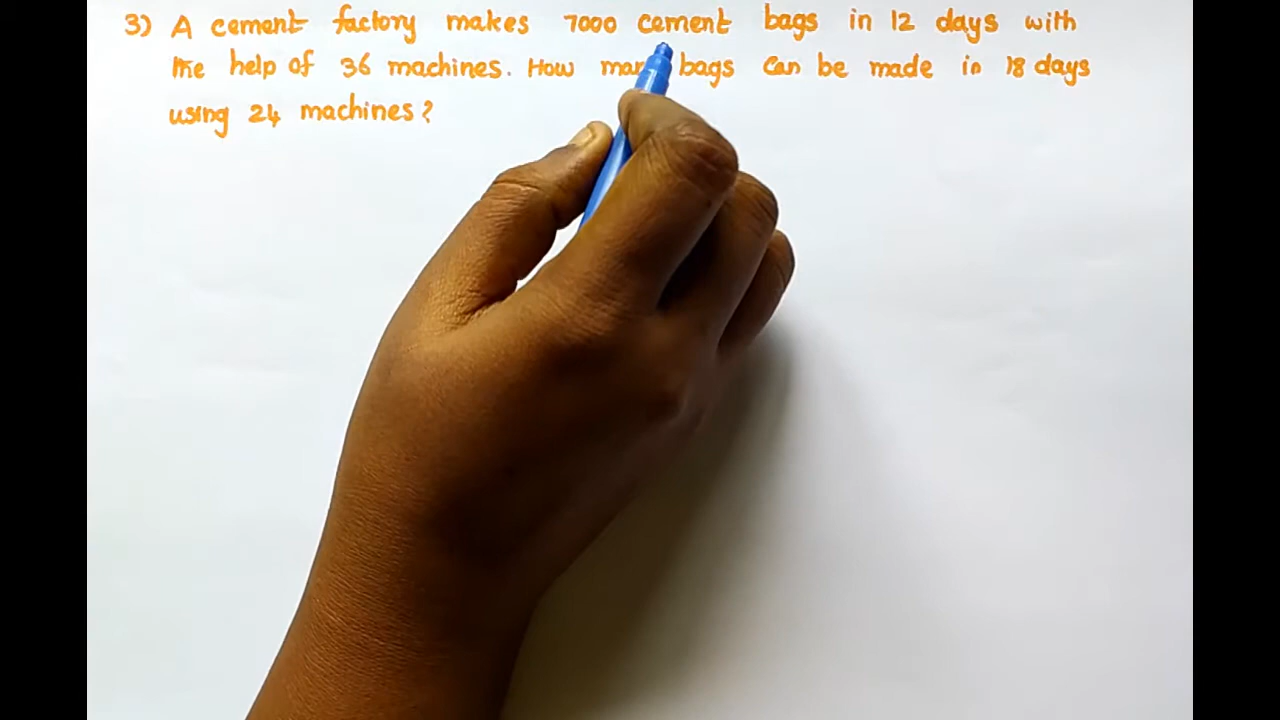 3) A cement factory makes 7000 cement bags in 12 days with
the help of 36 machines. How many bags can be made in 18 days
using 24 machines?